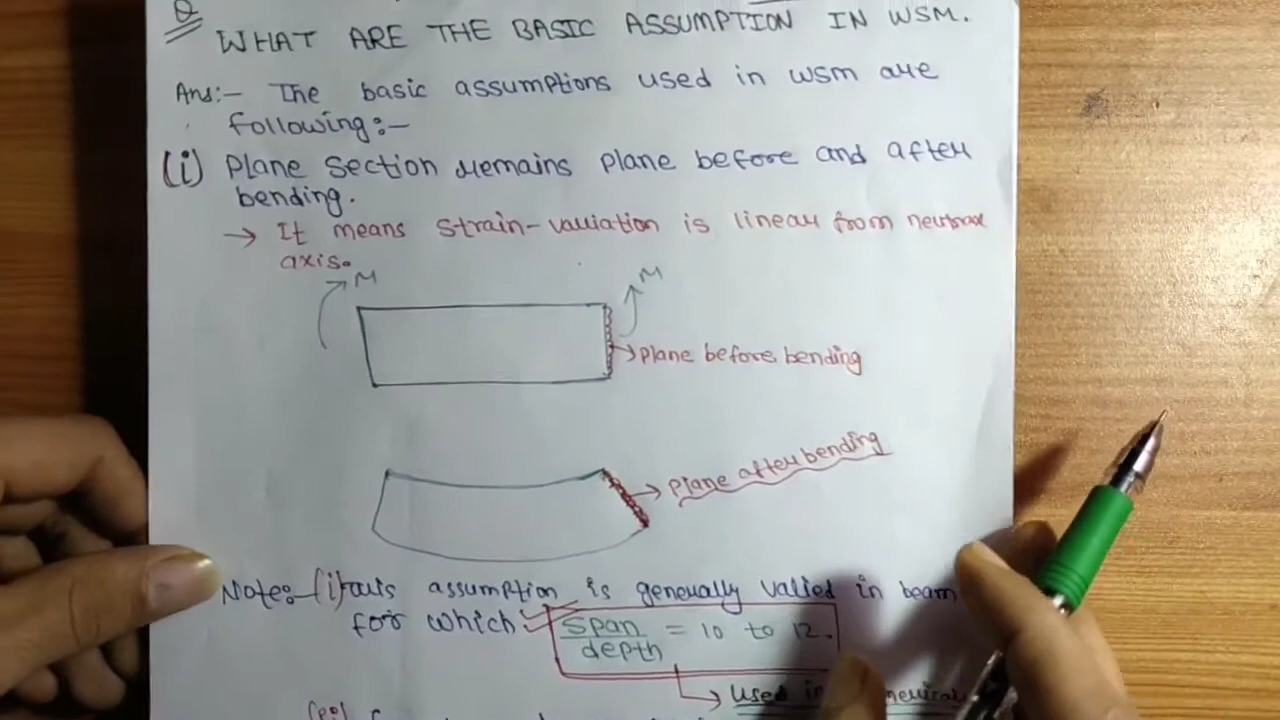 Q
WHAT ARE THE BASIC ASSUMPTION IN WSM.
Ans:- The basic assumptions used in WSM are
following:-
(i) Plane section remains plane before and after
bending.
→ It means strain-variation is linear from neutral
axis.
M M
→ plane before bending
→ plane after bending
Note:- (i) this assumption is generally valied in beam
for which
span/depth = 10 to 12.
→ used in